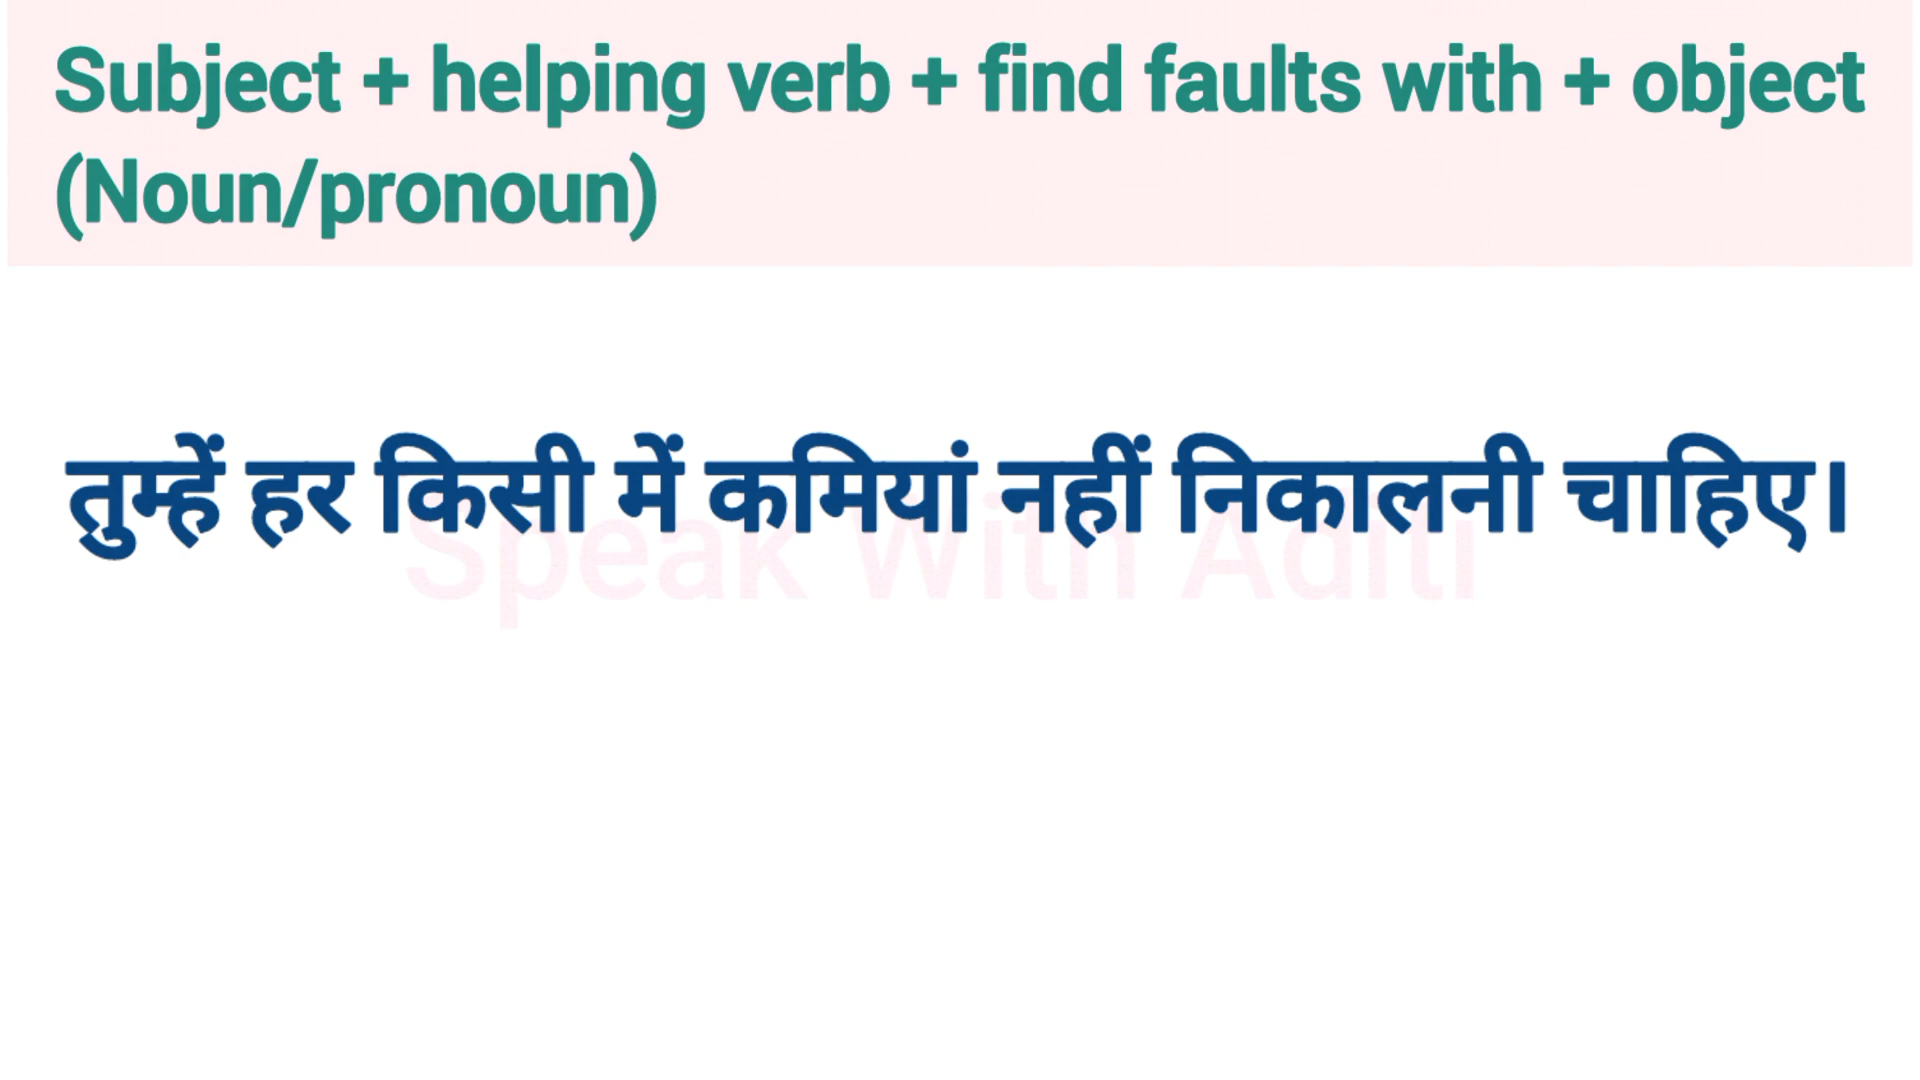 Subject + helping verb + find faults with + object
(Noun/pronoun)
तुम्हें हर किसी में कमियां नहीं निकालनी चाहिए।
Speak With Aditi